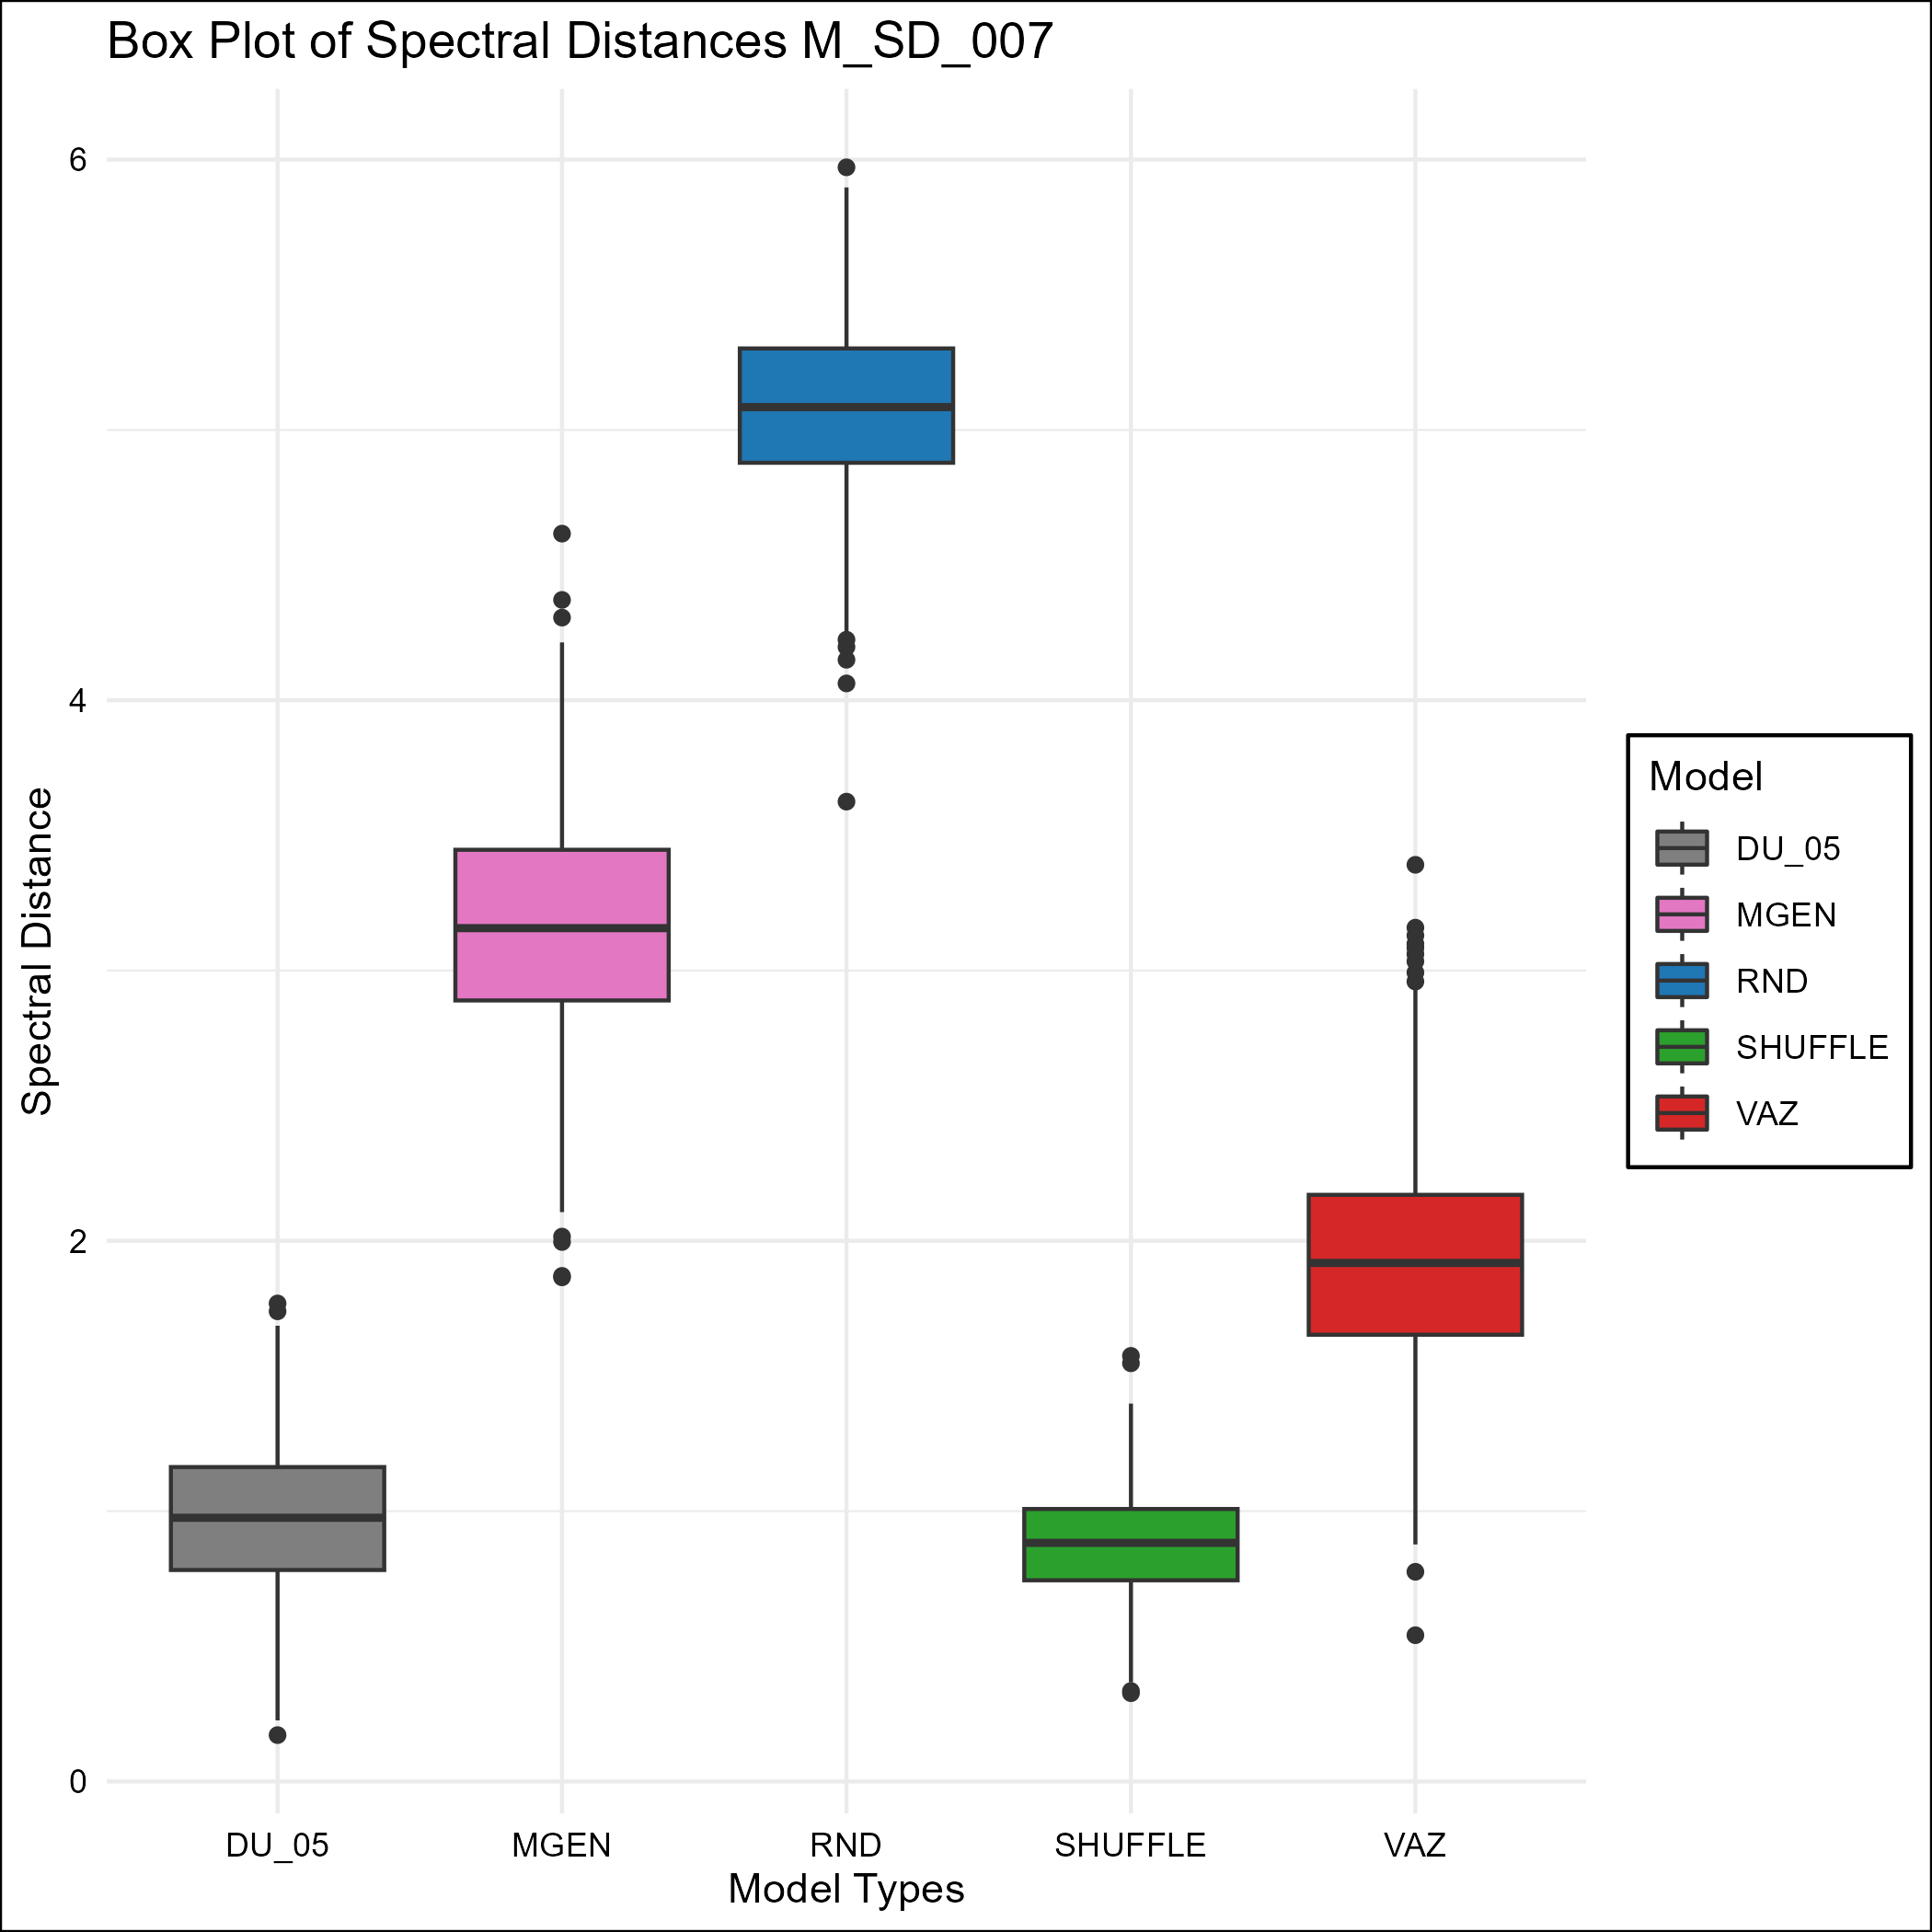 Box Plot of Spectral Distances M_SD_007
6
4
2
0
Spectral Distance
DU_05
MGEN
RND
SHUFFLE
VAZ
Model Types
Model
DU_05
MGEN
RND
SHUFFLE
VAZ